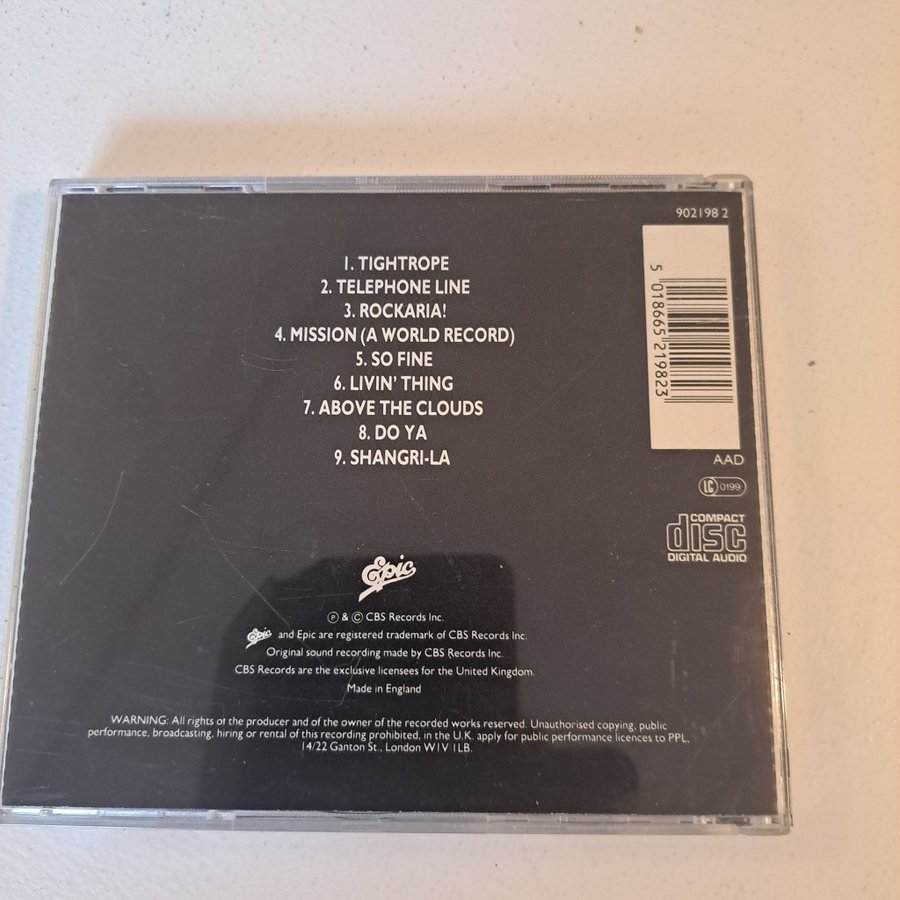 902198 2
1. TIGHTROPE
2. TELEPHONE LINE
3. ROCKARIA!
4. MISSION (A WORLD RECORD)
5. SO FINE
6. LIVIN' THING
7. ABOVE THE CLOUDS
8. DO YA
9. SHANGRI-LA
5 018665 219823
AAD
LC 0199
COMPACT
disc
DIGITAL AUDIO
Epic
Ⓟ & © CBS Records Inc.
Epic and Epic are registered trademark of CBS Records Inc.
Original sound recording made by CBS Records Inc.
CBS Records are the exclusive licensees for the United Kingdom.
Made in England
WARNING: All rights of the producer and of the owner of the recorded works reserved. Unauthorised copying, public
performance, broadcasting, hiring or rental of this recording prohibited, in the U.K. apply for public performance licences to PPL,
14/22 Ganton St., London W1V 1LB.